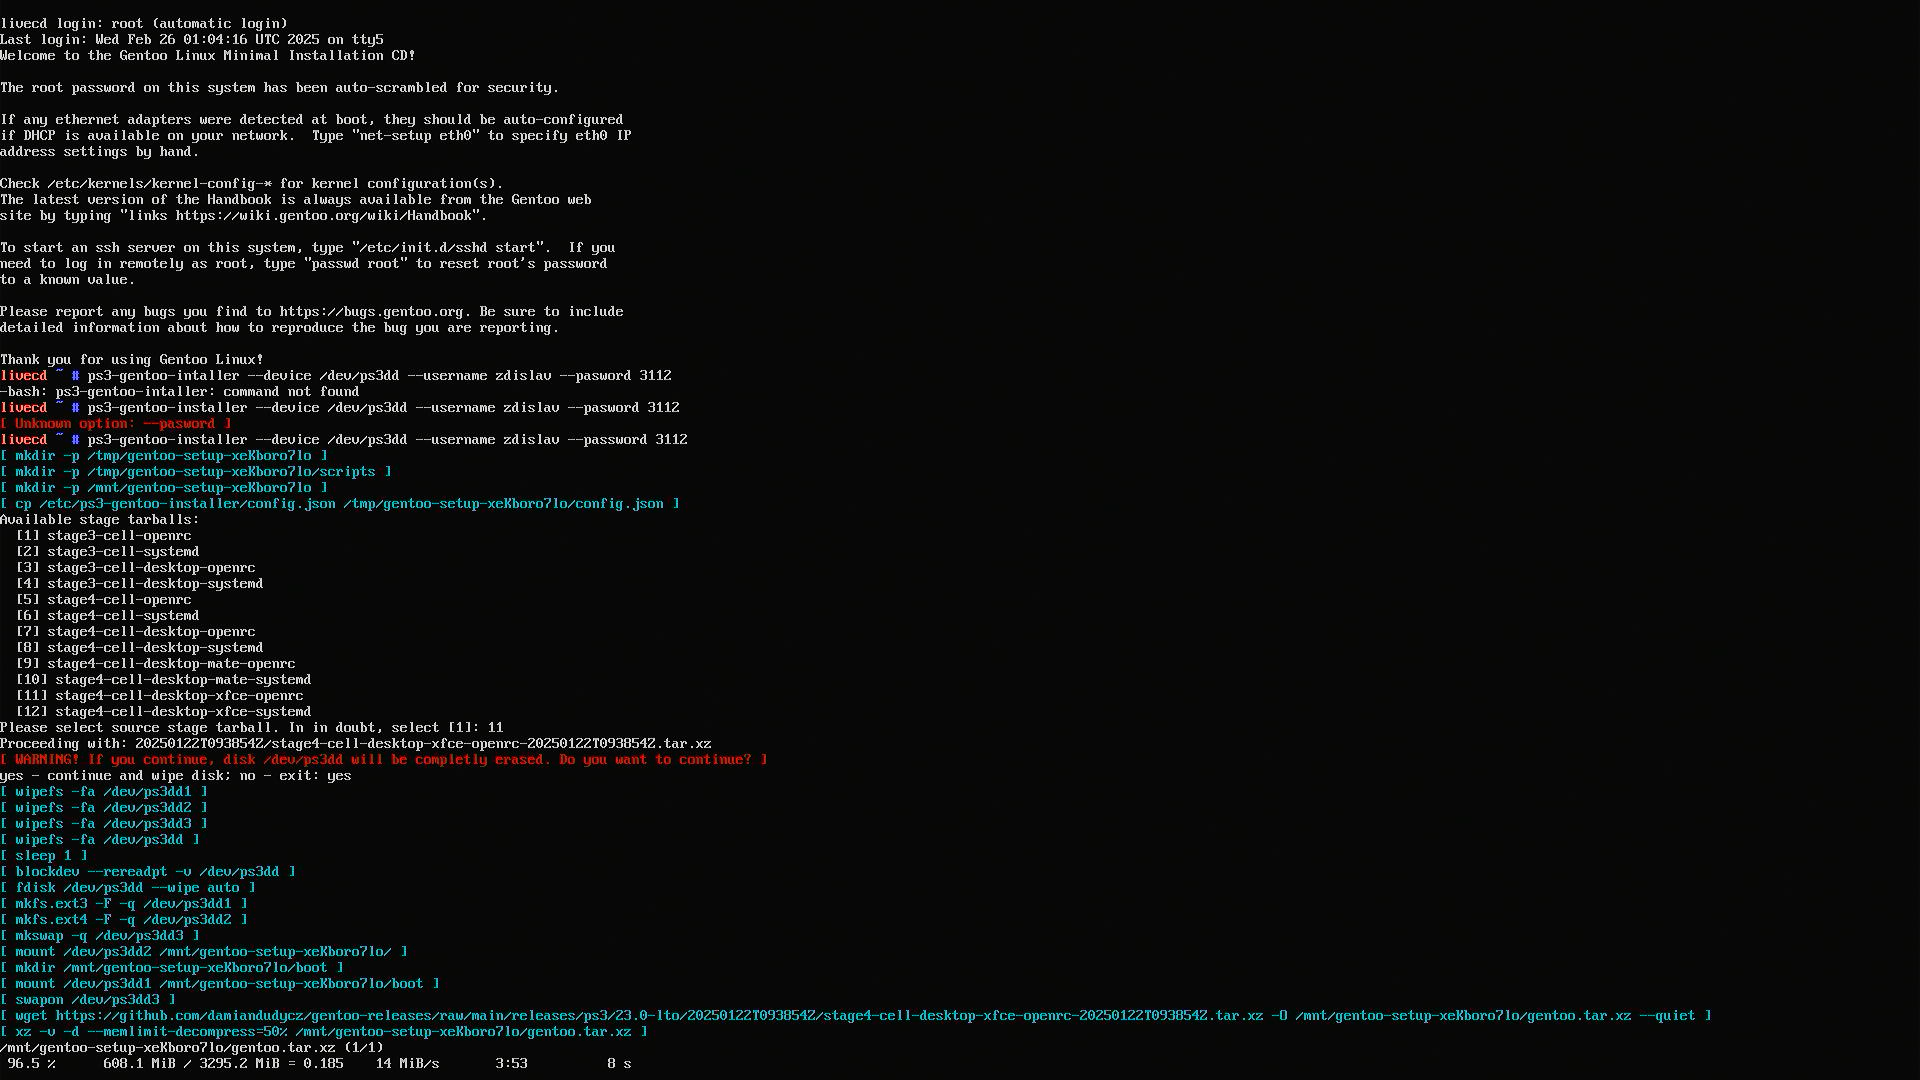 livecd login: root (automatic login)
Last login: Wed Feb 26 01:04:16 UTC 2025 on tty5
Welcome to the Gentoo Linux Minimal Installation CD!
The root password on this system has been auto-scrambled for security.
If any ethernet adapters were detected at boot, they should be auto-configured
if DHCP is available on your network.  Type "net-setup eth0" to specify eth0 IP
address settings by hand.
Check /etc/kernels/kernel-config-* for kernel configuration(s).
The latest version of the Handbook is always available from the Gentoo web
site by typing "links https://wiki.gentoo.org/wiki/Handbook".
To start an ssh server on this system, type "/etc/init.d/sshd start".  If you
need to log in remotely as root, type "passwd root" to reset root's password
to a known value.
Please report any bugs you find to https://bugs.gentoo.org. Be sure to include
detailed information about how to reproduce the bug you are reporting.
Thank you for using Gentoo Linux!
livecd ~ # ps3-gentoo-intaller --device /dev/ps3dd --username zdislav --pasword 3112
-bash: ps3-gentoo-intaller: command not found
livecd ~ # ps3-gentoo-installer --device /dev/ps3dd --username zdislav --pasword 3112
[ Unknown option: --pasword ]
livecd ~ # ps3-gentoo-installer --device /dev/ps3dd --username zdislav --password 3112
[ mkdir -p /tmp/gentoo-setup-xeKboro7lo ]
[ mkdir -p /tmp/gentoo-setup-xeKboro7lo/scripts ]
[ mkdir -p /mnt/gentoo-setup-xeKboro7lo ]
[ cp /etc/ps3-gentoo-installer/config.json /tmp/gentoo-setup-xeKboro7lo/config.json ]
Available stage tarballs:
  [1] stage3-cell-openrc
  [2] stage3-cell-systemd
  [3] stage3-cell-desktop-openrc
  [4] stage3-cell-desktop-systemd
  [5] stage4-cell-openrc
  [6] stage4-cell-systemd
  [7] stage4-cell-desktop-openrc
  [8] stage4-cell-desktop-systemd
  [9] stage4-cell-desktop-mate-openrc
  [10] stage4-cell-desktop-mate-systemd
  [11] stage4-cell-desktop-xfce-openrc
  [12] stage4-cell-desktop-xfce-systemd
Please select source stage tarball. In in doubt, select [1]: 11
Proceeding with: 20250122T093854Z/stage4-cell-desktop-xfce-openrc-20250122T093854Z.tar.xz
[ WARNING! If you continue, disk /dev/ps3dd will be completly erased. Do you want to continue? ]
yes - continue and wipe disk; no - exit: yes
[ wipefs -fa /dev/ps3dd1 ]
[ wipefs -fa /dev/ps3dd2 ]
[ wipefs -fa /dev/ps3dd3 ]
[ wipefs -fa /dev/ps3dd ]
[ sleep 1 ]
[ blockdev --rereadpt -v /dev/ps3dd ]
[ fdisk /dev/ps3dd --wipe auto ]
[ mkfs.ext3 -F -q /dev/ps3dd1 ]
[ mkfs.ext4 -F -q /dev/ps3dd2 ]
[ mkswap -q /dev/ps3dd3 ]
[ mount /dev/ps3dd2 /mnt/gentoo-setup-xeKboro7lo/ ]
[ mkdir /mnt/gentoo-setup-xeKboro7lo/boot ]
[ mount /dev/ps3dd1 /mnt/gentoo-setup-xeKboro7lo/boot ]
[ swapon /dev/ps3dd3 ]
[ wget https://github.com/damiandudycz/gentoo-releases/raw/main/releases/ps3/23.0-lto/20250122T093854Z/stage4-cell-desktop-xfce-openrc-20250122T093854Z.tar.xz -O /mnt/gentoo-setup-xeKboro7lo/gentoo.tar.xz --quiet ]
[ xz -v -d --memlimit-decompress=50% /mnt/gentoo-setup-xeKboro7lo/gentoo.tar.xz ]
/mnt/gentoo-setup-xeKboro7lo/gentoo.tar.xz (1/1)
 96.5 %      608.1 MiB / 3295.2 MiB = 0.185    14 MiB/s       3:53          8 s